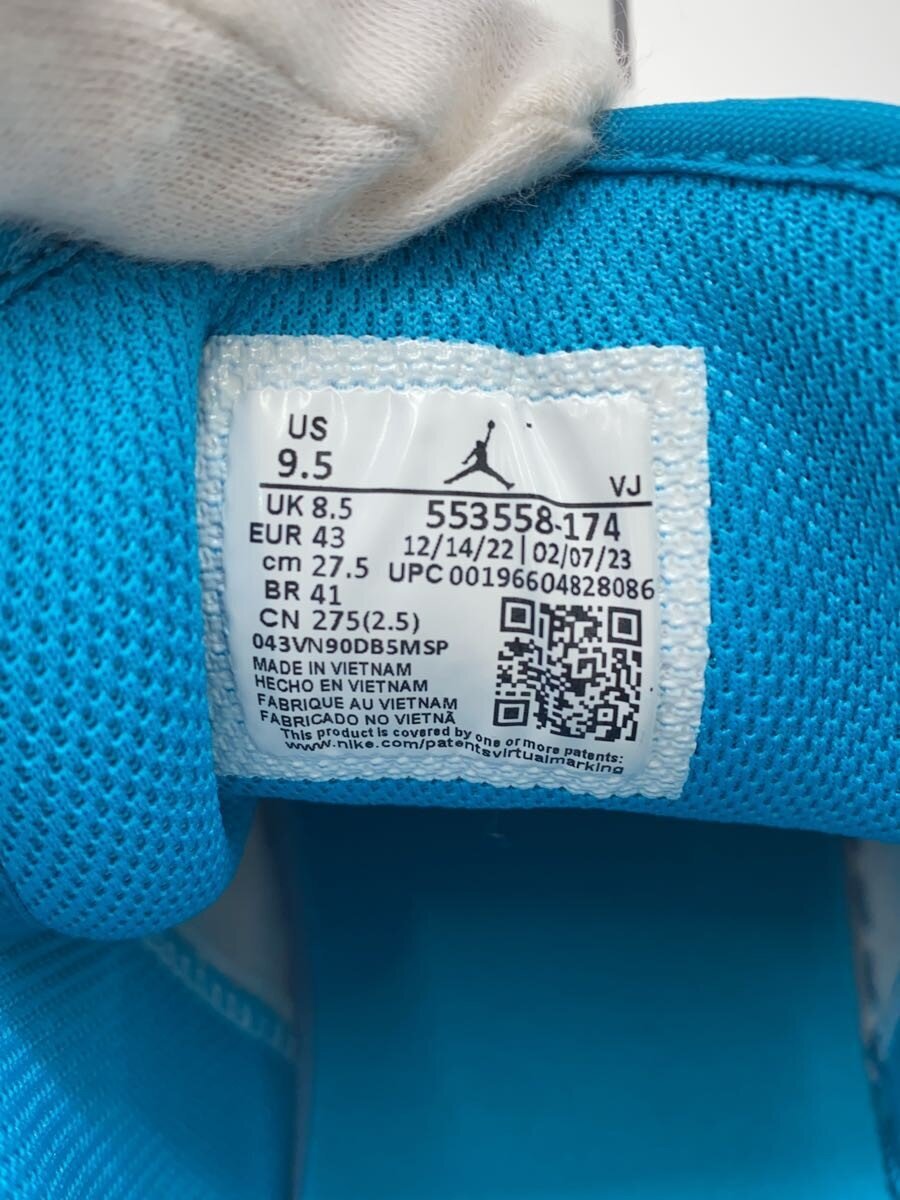 US
9.5
VJ
UK 8.5
553558-174
EUR 43
12/14/22 | 02/07/23
cm 27.5
UPC 00196604828086
BR 41
CN 275(2.5)
043VN90DB5MSP
MADE IN VIETNAM
HECHO EN VIETNAM
FABRIQUE AU VIETNAM
FABRICADO NO VIETNÃ
This product is covered by one or more patents:
www.nike.com/patentsvirtualmarking